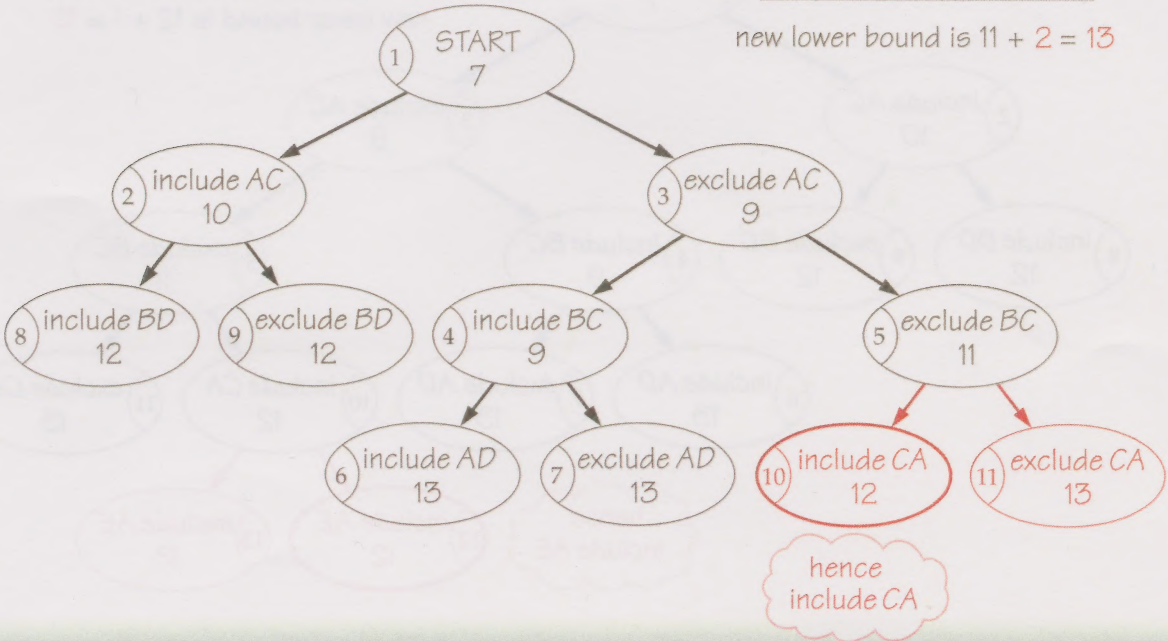 new lower bound is 11 + 2 = 13
1 START
7
2 include AC
10
3 exclude AC
9
8 include BD
12
9 exclude BD
12
4 include BC
9
5 exclude BC
11
6 include AD
13
7 exclude AD
13
10 include CA
12
11 exclude CA
13
hence
include CA